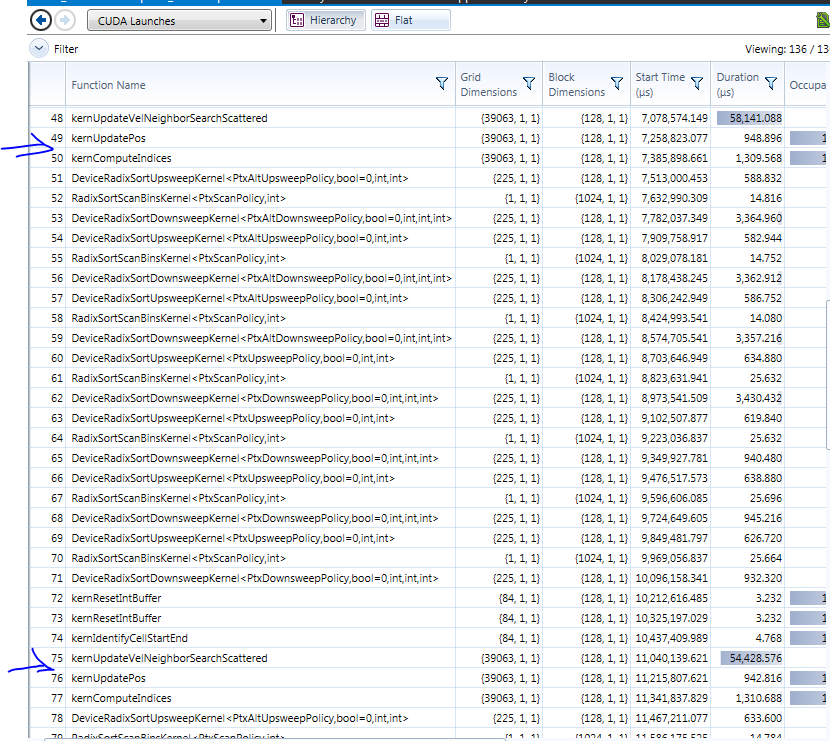 CUDA Launches Hierarchy Flat
Filter Viewing: 136 / 13
Function Name Grid Dimensions Block Dimensions Start Time (μs) Duration (μs) Occupa
48 kernUpdateVelNeighborSearchScattered {39063, 1, 1} {128, 1, 1} 7,078,574.149 58,141.088
49 kernUpdatePos {39063, 1, 1} {128, 1, 1} 7,258,823.077 948.896 1
50 kernComputeIndices {39063, 1, 1} {128, 1, 1} 7,385,898.661 1,309.568 1
51 DeviceRadixSortUpsweepKernel<PtxAltUpsweepPolicy,bool=0,int,int> {225, 1, 1} {128, 1, 1} 7,513,000.453 588.832
52 RadixSortScanBinsKernel<PtxScanPolicy,int> {1, 1, 1} {1024, 1, 1} 7,632,990.309 14.816
53 DeviceRadixSortDownsweepKernel<PtxAltDownsweepPolicy,bool=0,int,int,int> {225, 1, 1} {128, 1, 1} 7,782,037.349 3,364.960
54 DeviceRadixSortUpsweepKernel<PtxAltUpsweepPolicy,bool=0,int,int> {225, 1, 1} {128, 1, 1} 7,909,758.917 582.944
55 RadixSortScanBinsKernel<PtxScanPolicy,int> {1, 1, 1} {1024, 1, 1} 8,029,078.181 14.752
56 DeviceRadixSortDownsweepKernel<PtxAltDownsweepPolicy,bool=0,int,int,int> {225, 1, 1} {128, 1, 1} 8,178,438.245 3,362.912
57 DeviceRadixSortUpsweepKernel<PtxAltUpsweepPolicy,bool=0,int,int> {225, 1, 1} {128, 1, 1} 8,306,242.949 586.752
58 RadixSortScanBinsKernel<PtxScanPolicy,int> {1, 1, 1} {1024, 1, 1} 8,424,993.541 14.080
59 DeviceRadixSortDownsweepKernel<PtxAltDownsweepPolicy,bool=0,int,int,int> {225, 1, 1} {128, 1, 1} 8,574,705.541 3,357.216
60 DeviceRadixSortUpsweepKernel<PtxUpsweepPolicy,bool=0,int,int> {225, 1, 1} {128, 1, 1} 8,703,646.949 634.880
61 RadixSortScanBinsKernel<PtxScanPolicy,int> {1, 1, 1} {1024, 1, 1} 8,823,631.941 25.632
62 DeviceRadixSortDownsweepKernel<PtxDownsweepPolicy,bool=0,int,int,int> {225, 1, 1} {128, 1, 1} 8,973,541.509 3,430.432
63 DeviceRadixSortUpsweepKernel<PtxUpsweepPolicy,bool=0,int,int> {225, 1, 1} {128, 1, 1} 9,102,507.877 619.840
64 RadixSortScanBinsKernel<PtxScanPolicy,int> {1, 1, 1} {1024, 1, 1} 9,223,036.837 25.632
65 DeviceRadixSortDownsweepKernel<PtxDownsweepPolicy,bool=0,int,int,int> {225, 1, 1} {128, 1, 1} 9,349,927.781 940.480
66 DeviceRadixSortUpsweepKernel<PtxUpsweepPolicy,bool=0,int,int> {225, 1, 1} {128, 1, 1} 9,476,517.573 638.880
67 RadixSortScanBinsKernel<PtxScanPolicy,int> {1, 1, 1} {1024, 1, 1} 9,596,606.085 25.696
68 DeviceRadixSortDownsweepKernel<PtxDownsweepPolicy,bool=0,int,int,int> {225, 1, 1} {128, 1, 1} 9,724,649.605 945.216
69 DeviceRadixSortUpsweepKernel<PtxUpsweepPolicy,bool=0,int,int> {225, 1, 1} {128, 1, 1} 9,849,481.797 626.720
70 RadixSortScanBinsKernel<PtxScanPolicy,int> {1, 1, 1} {1024, 1, 1} 9,969,056.837 25.664
71 DeviceRadixSortDownsweepKernel<PtxDownsweepPolicy,bool=0,int,int,int> {225, 1, 1} {128, 1, 1} 10,096,158.341 932.320
72 kernResetIntBuffer {84, 1, 1} {128, 1, 1} 10,212,616.485 3.232 1
73 kernResetIntBuffer {84, 1, 1} {128, 1, 1} 10,325,197.029 3.232 1
74 kernIdentifyCellStartEnd {84, 1, 1} {128, 1, 1} 10,437,409.989 4.768 1
75 kernUpdateVelNeighborSearchScattered {39063, 1, 1} {128, 1, 1} 11,040,139.621 54,428.576
76 kernUpdatePos {39063, 1, 1} {128, 1, 1} 11,215,807.621 942.816 1
77 kernComputeIndices {39063, 1, 1} {128, 1, 1} 11,341,837.829 1,310.688 1
78 DeviceRadixSortUpsweepKernel<PtxAltUpsweepPolicy,bool=0,int,int> {225, 1, 1} {128, 1, 1} 11,467,211.077 633.600
79 RadixSortScanBinsKernel<PtxScanPolicy,int> {1, 1, 1} {1024, 1, 1} 11,586,175.525 14.784